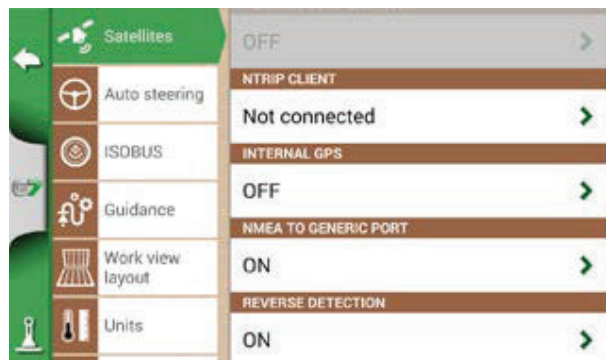 Satellites
Auto steering
ISOBUS
Guidance
Work view
layout
Units
OFF
NTRIP CLIENT
Not connected
INTERNAL GPS
OFF
NMEA TO GENERIC PORT
ON
REVERSE DETECTION
ON